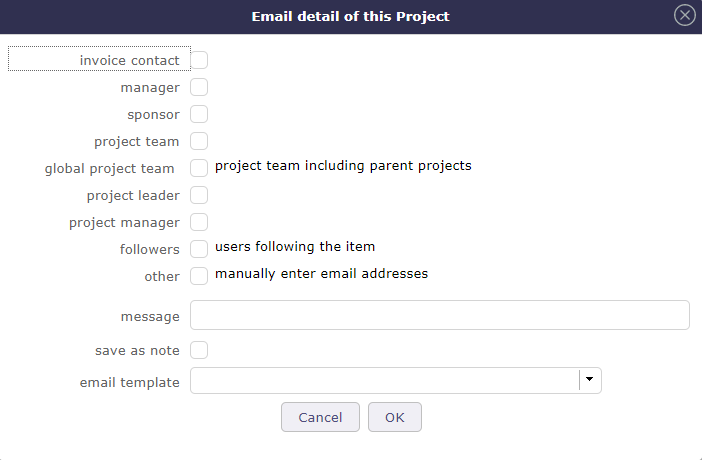 Email detail of this Project
invoice contact
manager
sponsor
project team
global project team project team including parent projects
project leader
project manager
followers users following the item
other manually enter email addresses
message
save as note
email template
Cancel OK